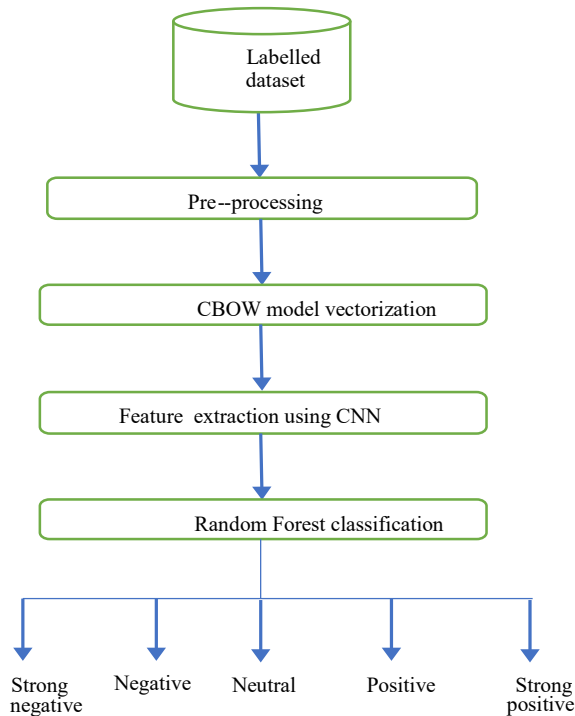 Labelled
dataset
Pre--processing
CBOW model vectorization
Feature extraction using CNN
Random Forest classification
Strong
negative
Negative
Neutral
Positive
Strong
positive